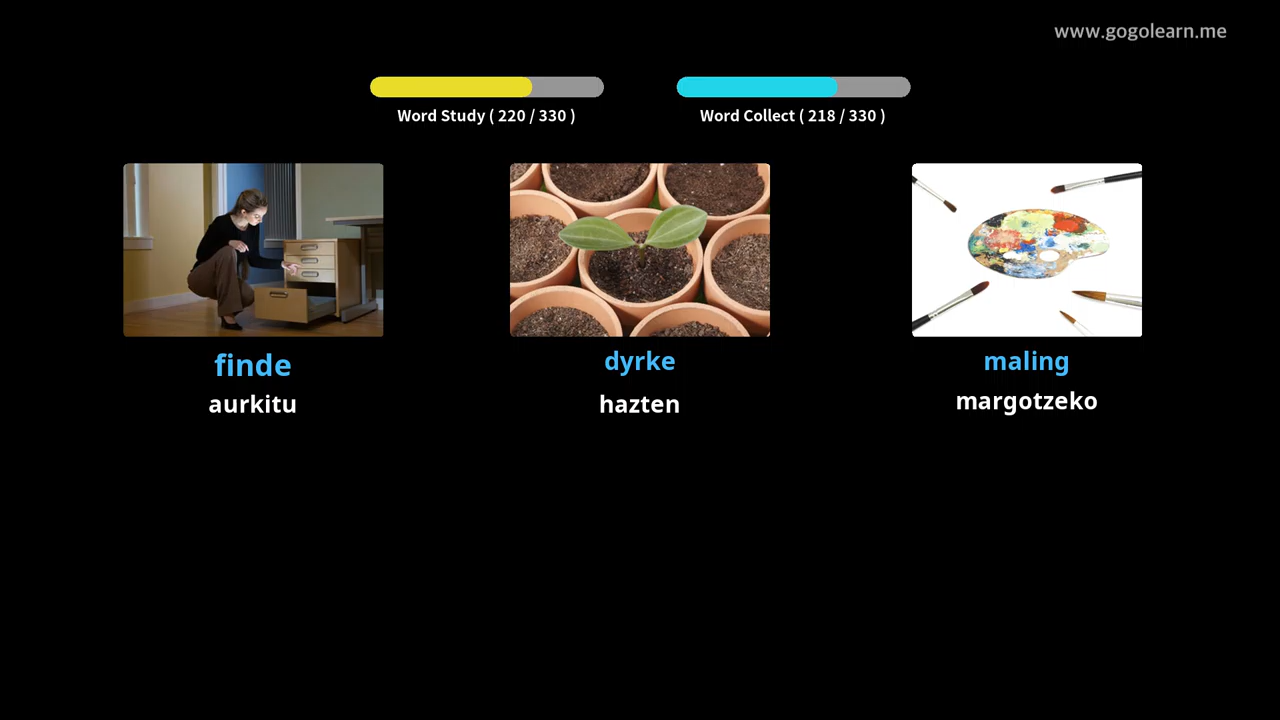 www.gogolearn.me
Word Study ( 220 / 330 )
Word Collect ( 218 / 330 )
finde
aurkitu
dyrke
hazten
maling
margotzeko